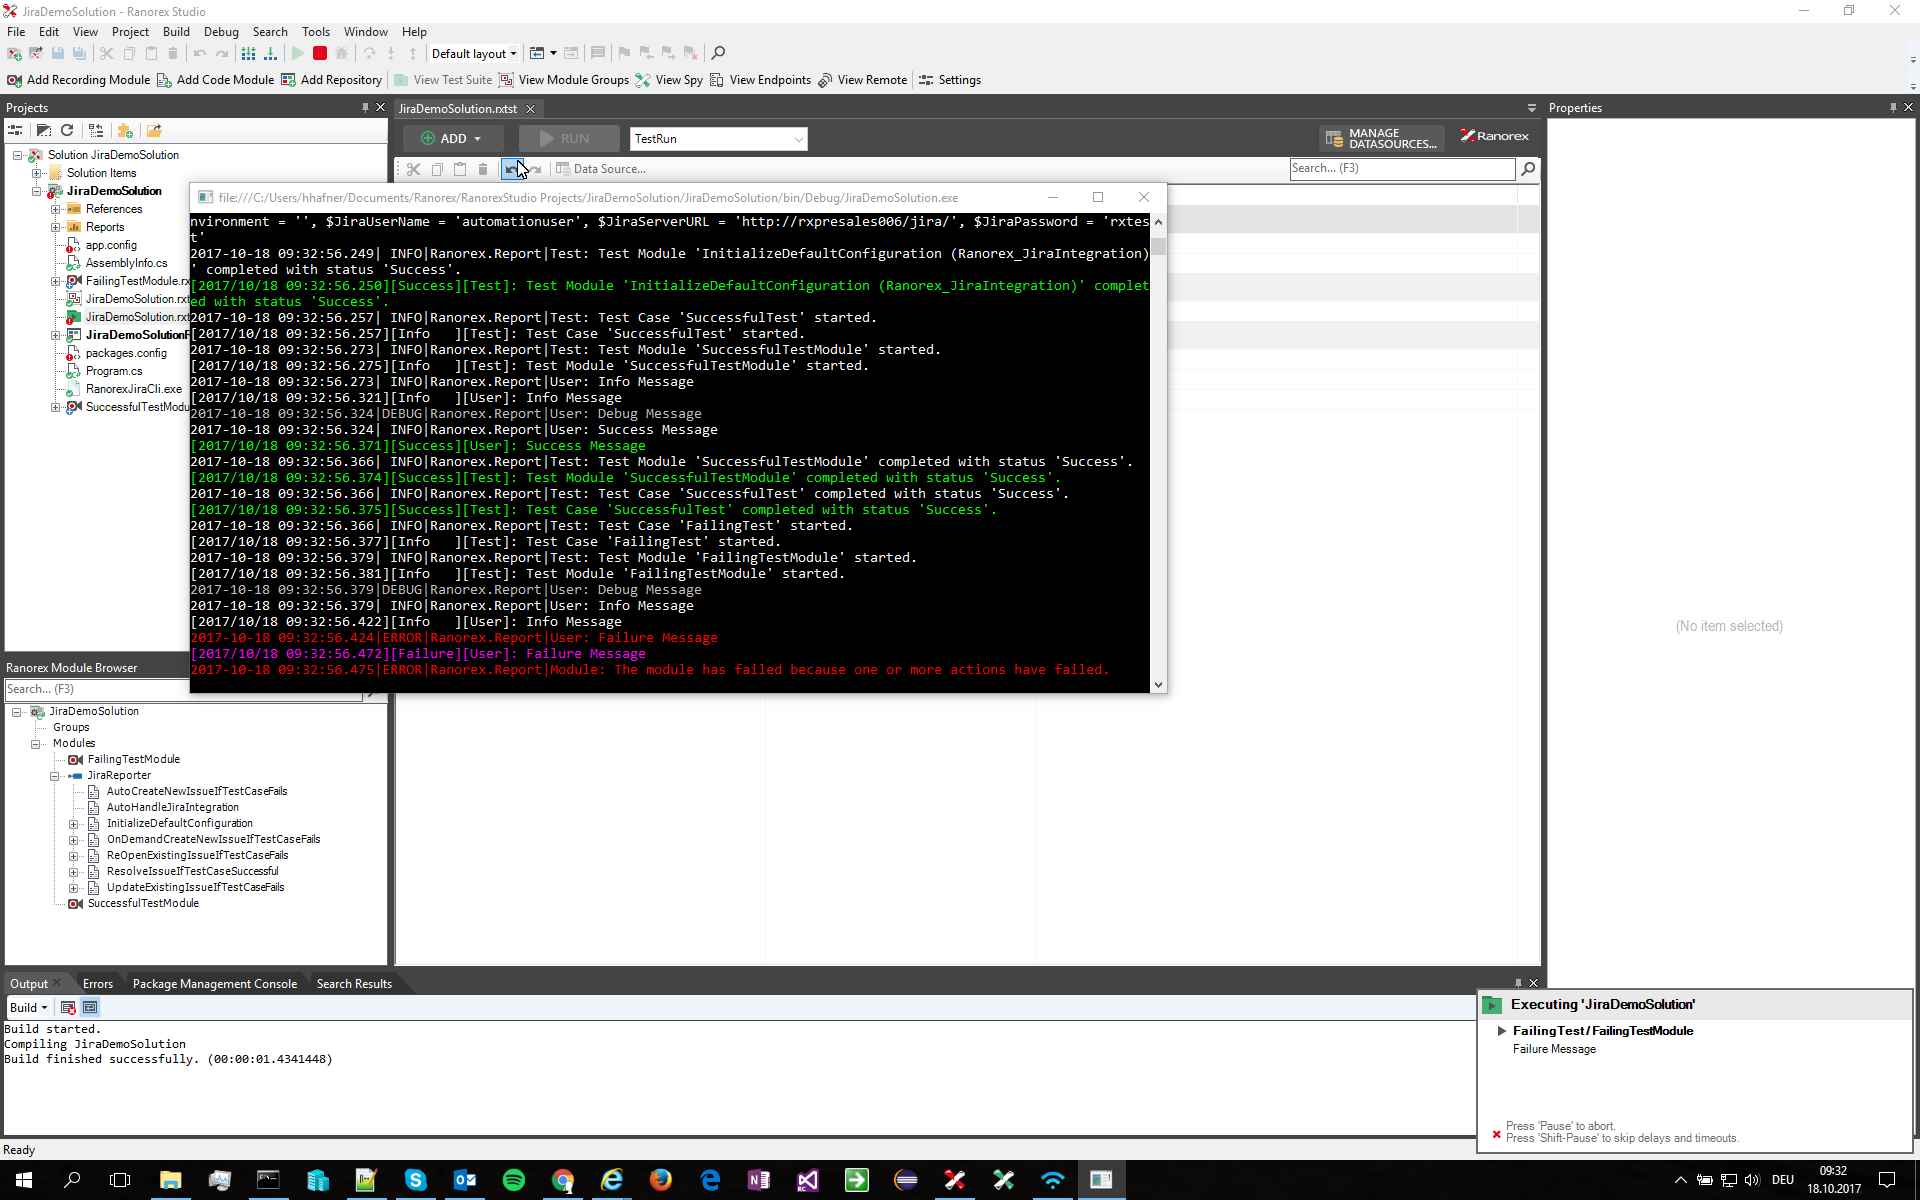 JiraDemoSolution - Ranorex Studio
File Edit View Project Build Debug Search Tools Window Help
Default layout
Add Recording Module Add Code Module Add Repository View Test Suite View Module Groups View Spy View Endpoints View Remote Settings
Projects
Solution JiraDemoSolution
Solution Items
JiraDemoSolution
References
Reports
app.config
AssemblyInfo.cs
FailingTestModule.rx
JiraDemoSolution.rx
JiraDemoSolution.rxt
JiraDemoSolutionF
packages.config
Program.cs
RanorexJiraCli.exe
SuccessfulTestModu
JiraDemoSolution.rxtst
ADD RUN TestRun MANAGE DATASOURCES... Ranorex
Data Source... Search... (F3)
file:///C:/Users/hhafner/Documents/Ranorex/RanorexStudio Projects/JiraDemoSolution/JiraDemoSolution/bin/Debug/JiraDemoSolution.exe
nvironment = '', $JiraUserName = 'automationuser', $JiraServerURL = 'http://rxpresales006/jira/', $JiraPassword = 'rxtes
t'
2017-10-18 09:32:56.249| INFO|Ranorex.Report|Test: Test Module 'InitializeDefaultConfiguration (Ranorex_JiraIntegration)
' completed with status 'Success'.
[2017/10/18 09:32:56.250][Success][Test]: Test Module 'InitializeDefaultConfiguration (Ranorex_JiraIntegration)' complet
ed with status 'Success'.
2017-10-18 09:32:56.257| INFO|Ranorex.Report|Test: Test Case 'SuccessfulTest' started.
[2017/10/18 09:32:56.257][Info   ][Test]: Test Case 'SuccessfulTest' started.
2017-10-18 09:32:56.273| INFO|Ranorex.Report|Test: Test Module 'SuccessfulTestModule' started.
[2017/10/18 09:32:56.275][Info   ][Test]: Test Module 'SuccessfulTestModule' started.
2017-10-18 09:32:56.273| INFO|Ranorex.Report|User: Info Message
[2017/10/18 09:32:56.321][Info   ][User]: Info Message
2017-10-18 09:32:56.324|DEBUG|Ranorex.Report|User: Debug Message
2017-10-18 09:32:56.324| INFO|Ranorex.Report|User: Success Message
[2017/10/18 09:32:56.371][Success][User]: Success Message
2017-10-18 09:32:56.366| INFO|Ranorex.Report|Test: Test Module 'SuccessfulTestModule' completed with status 'Success'.
[2017/10/18 09:32:56.374][Success][Test]: Test Module 'SuccessfulTestModule' completed with status 'Success'.
2017-10-18 09:32:56.366| INFO|Ranorex.Report|Test: Test Case 'SuccessfulTest' completed with status 'Success'.
[2017/10/18 09:32:56.375][Success][Test]: Test Case 'SuccessfulTest' completed with status 'Success'.
2017-10-18 09:32:56.366| INFO|Ranorex.Report|Test: Test Case 'FailingTest' started.
[2017/10/18 09:32:56.377][Info   ][Test]: Test Case 'FailingTest' started.
2017-10-18 09:32:56.379| INFO|Ranorex.Report|Test: Test Module 'FailingTestModule' started.
[2017/10/18 09:32:56.381][Info   ][Test]: Test Module 'FailingTestModule' started.
2017-10-18 09:32:56.379|DEBUG|Ranorex.Report|User: Debug Message
2017-10-18 09:32:56.379| INFO|Ranorex.Report|User: Info Message
[2017/10/18 09:32:56.422][Info   ][User]: Info Message
2017-10-18 09:32:56.424|ERROR|Ranorex.Report|User: Failure Message
[2017/10/18 09:32:56.472][Failure][User]: Failure Message
2017-10-18 09:32:56.475|ERROR|Ranorex.Report|Module: The module has failed because one or more actions have failed.
Properties
(No item selected)
Ranorex Module Browser
Search... (F3)
JiraDemoSolution
Groups
Modules
FailingTestModule
JiraReporter
AutoCreateNewIssueIfTestCaseFails
AutoHandleJiraIntegration
InitializeDefaultConfiguration
OnDemandCreateNewIssueIfTestCaseFails
ReOpenExistingIssueIfTestCaseFails
ResolveIssueIfTestCaseSuccessful
UpdateExistingIssueIfTestCaseFails
SuccessfulTestModule
Output Errors Package Management Console Search Results
Build
Build started.
Compiling JiraDemoSolution
Build finished successfully. (00:00:01.4341448)
Executing 'JiraDemoSolution'
FailingTest / FailingTestModule
Failure Message
Press 'Pause' to abort.
Press 'Shift-Pause' to skip delays and timeouts.
Ready
DEU
09:32
18.10.2017